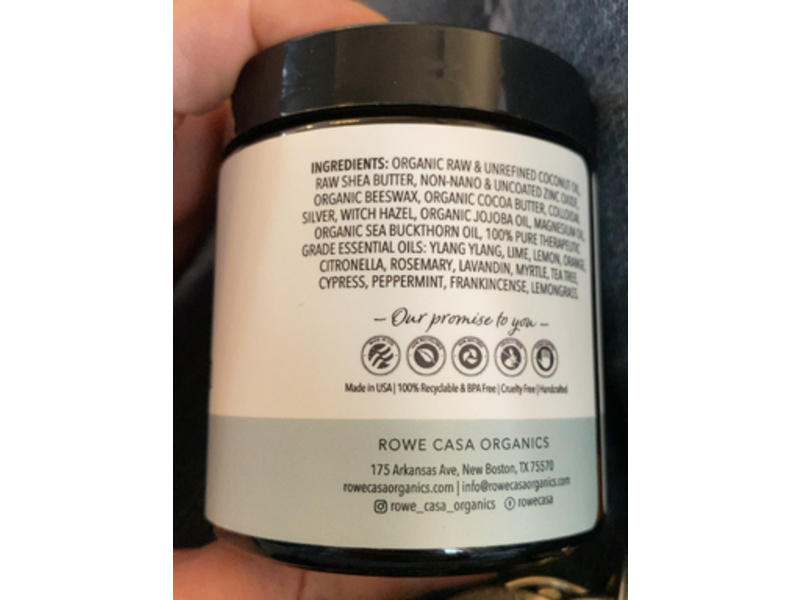 INGREDIENTS: ORGANIC RAW & UNREFINED COCONUT OIL,
RAW SHEA BUTTER, NON-NANO & UNCOATED ZINC OXIDE,
ORGANIC BEESWAX, ORGANIC COCOA BUTTER, COLLOIDAL
SILVER, WITCH HAZEL, ORGANIC JOJOBA OIL, MAGNESIUM OIL,
ORGANIC SEA BUCKTHORN OIL, 100% PURE THERAPEUTIC
GRADE ESSENTIAL OILS: YLANG YLANG, LIME, LEMON, ORANGE,
CITRONELLA, ROSEMARY, LAVANDIN, MYRTLE, TEA TREE,
CYPRESS, PEPPERMINT, FRANKINCENSE, LEMONGRASS.
– Our promise to you –
Made in USA | 100% Recyclable & BPA Free | Cruelty Free | Handcrafted
ROWE CASA ORGANICS
175 Arkansas Ave, New Boston, TX 75570
rowecasaorganics.com | info@rowecasaorganics.com
rowe_casa_organics rowecasa